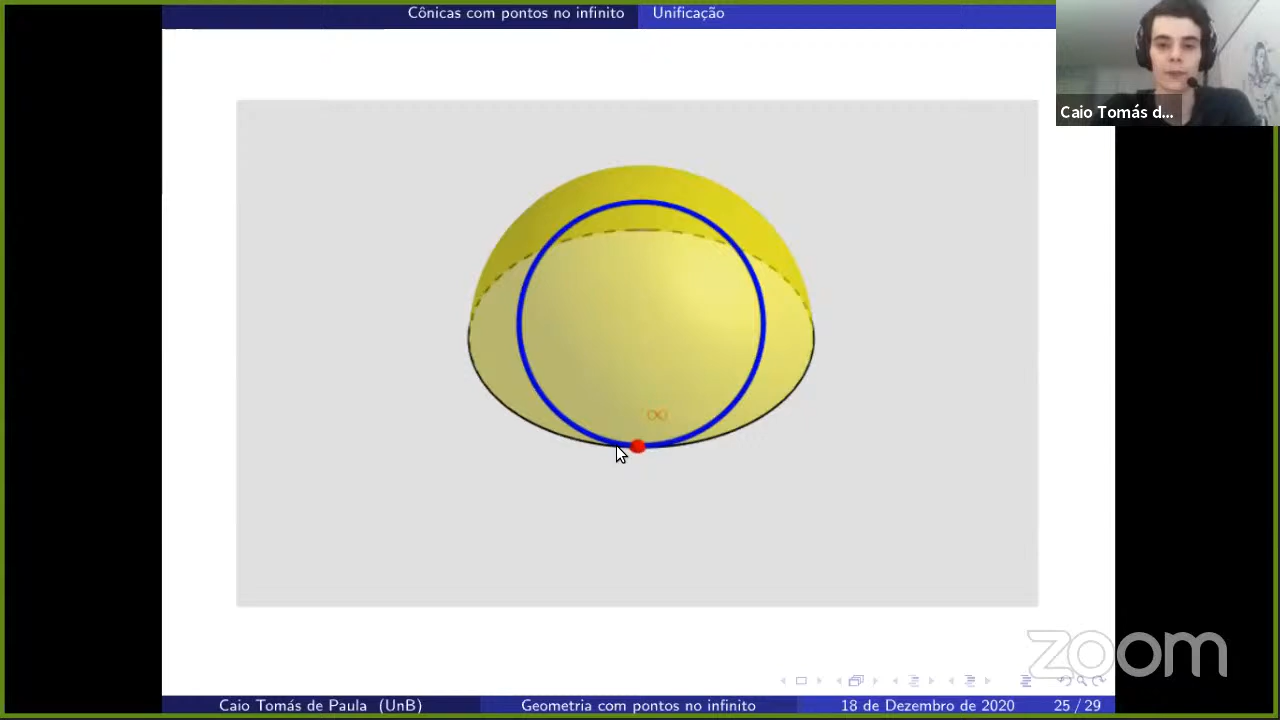 Cônicas com pontos no infinito Unificação
Caio Tomás d...
∞
zoom
Caio Tomás de Paula (UnB) Geometria com pontos no infinito 18 de Dezembro de 2020 25 / 29